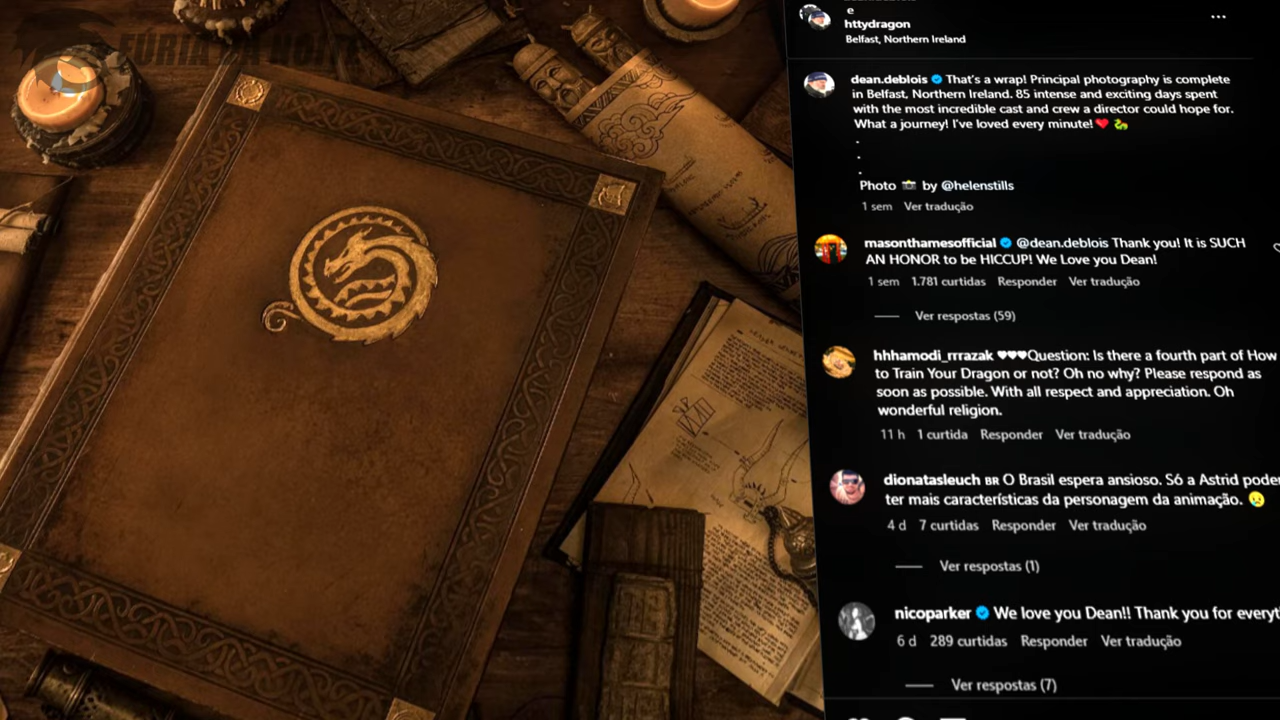 FÚRIA DA NOITE
e
httydragon
Belfast, Northern Ireland
dean.deblois That's a wrap! Principal photography is complete
in Belfast, Northern Ireland. 85 intense and exciting days spent
with the most incredible cast and crew a director could hope for.
What a journey! I've loved every minute!❤️ 🐉
.
.
.
Photo 📸 by @helenstills
1 sem Ver tradução
masonthamesofficial @dean.deblois Thank you! It is SUCH
AN HONOR to be HICCUP! We Love you Dean!
1 sem 1.781 curtidas Responder Ver tradução
Ver respostas (59)
hhhamodi_rrrazak ♥♥♥Question: Is there a fourth part of How
to Train Your Dragon or not? Oh no why? Please respond as
soon as possible. With all respect and appreciation. Oh
wonderful religion.
11 h 1 curtida Responder Ver tradução
dionatasleuch BR O Brasil espera ansioso. Só a Astrid poder
ter mais características da personagem da animação. 😢
4 d 7 curtidas Responder Ver tradução
Ver respostas (1)
nicoparker We love you Dean!! Thank you for everyt
6 d 289 curtidas Responder Ver tradução
Ver respostas (7)